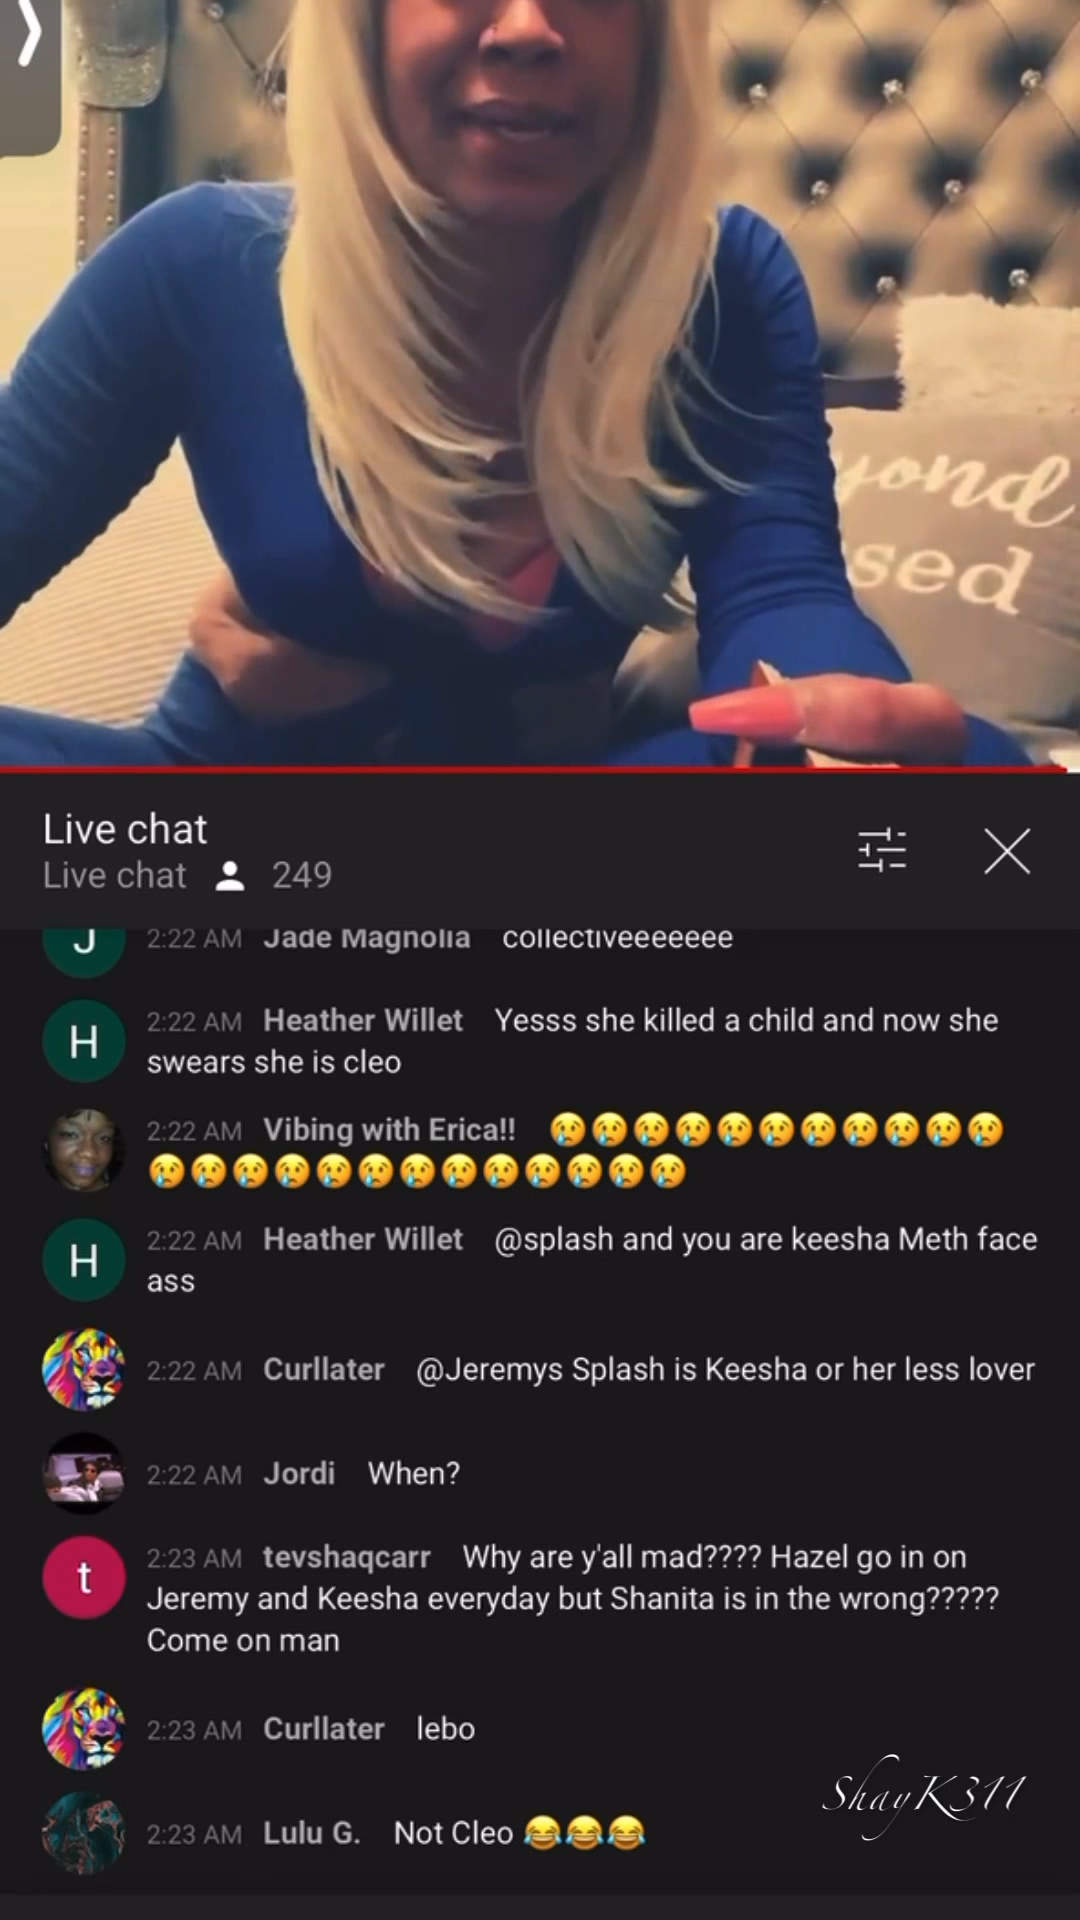 yond
sed
Live chat
Live chat 249
J 2:22 AM Jade Magnolia collectiveeeeeee
H 2:22 AM Heather Willet Yesss she killed a child and now she
swears she is cleo
2:22 AM Vibing with Erica!! 😢😢😢😢😢😢😢😢😢😢😢
😢😢😢😢😢😢😢😢😢😢😢😢😢
H 2:22 AM Heather Willet @splash and you are keesha Meth face
ass
2:22 AM Curllater @Jeremys Splash is Keesha or her less lover
2:22 AM Jordi When?
t 2:23 AM tevshaqcarr Why are y'all mad???? Hazel go in on
Jeremy and Keesha everyday but Shanita is in the wrong?????
Come on man
2:23 AM Curllater lebo
ShayK311
2:23 AM Lulu G. Not Cleo 😂😂😂